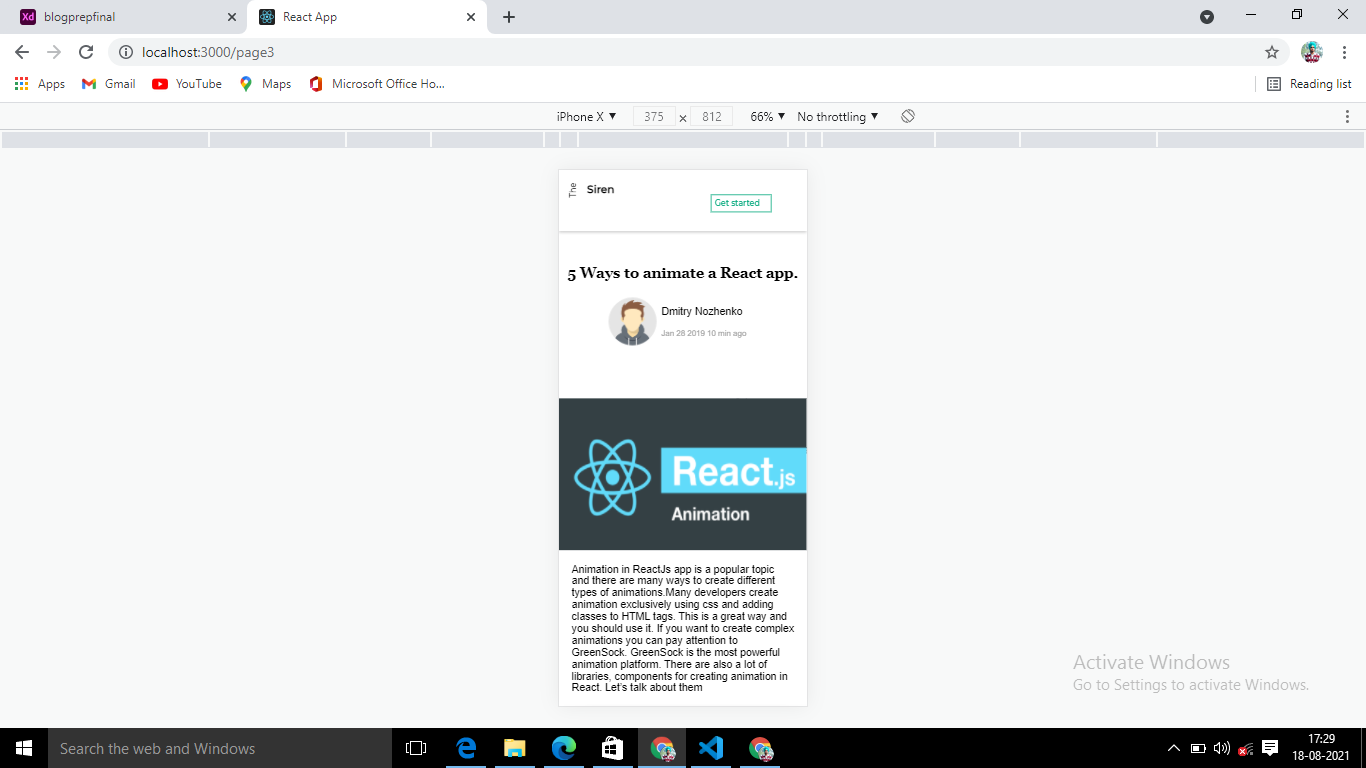 Xd blogprepfinal
React App
localhost:3000/page3
Apps Gmail YouTube Maps Microsoft Office Ho... Reading list
iPhone X 375 × 812 66% No throttling
The Siren
Get started
5 Ways to animate a React app.
Dmitry Nozhenko
Jan 28 2019 10 min ago
React.js
Animation
Animation in ReactJs app is a popular topic
and there are many ways to create different
types of animations.Many developers create
animation exclusively using css and adding
classes to HTML tags. This is a great way and
you should use it. If you want to create complex
animations you can pay attention to
GreenSock. GreenSock is the most powerful
animation platform. There are also a lot of
libraries, components for creating animation in
React. Let's talk about them
Activate Windows
Go to Settings to activate Windows.
Search the web and Windows
17:29
18-08-2021